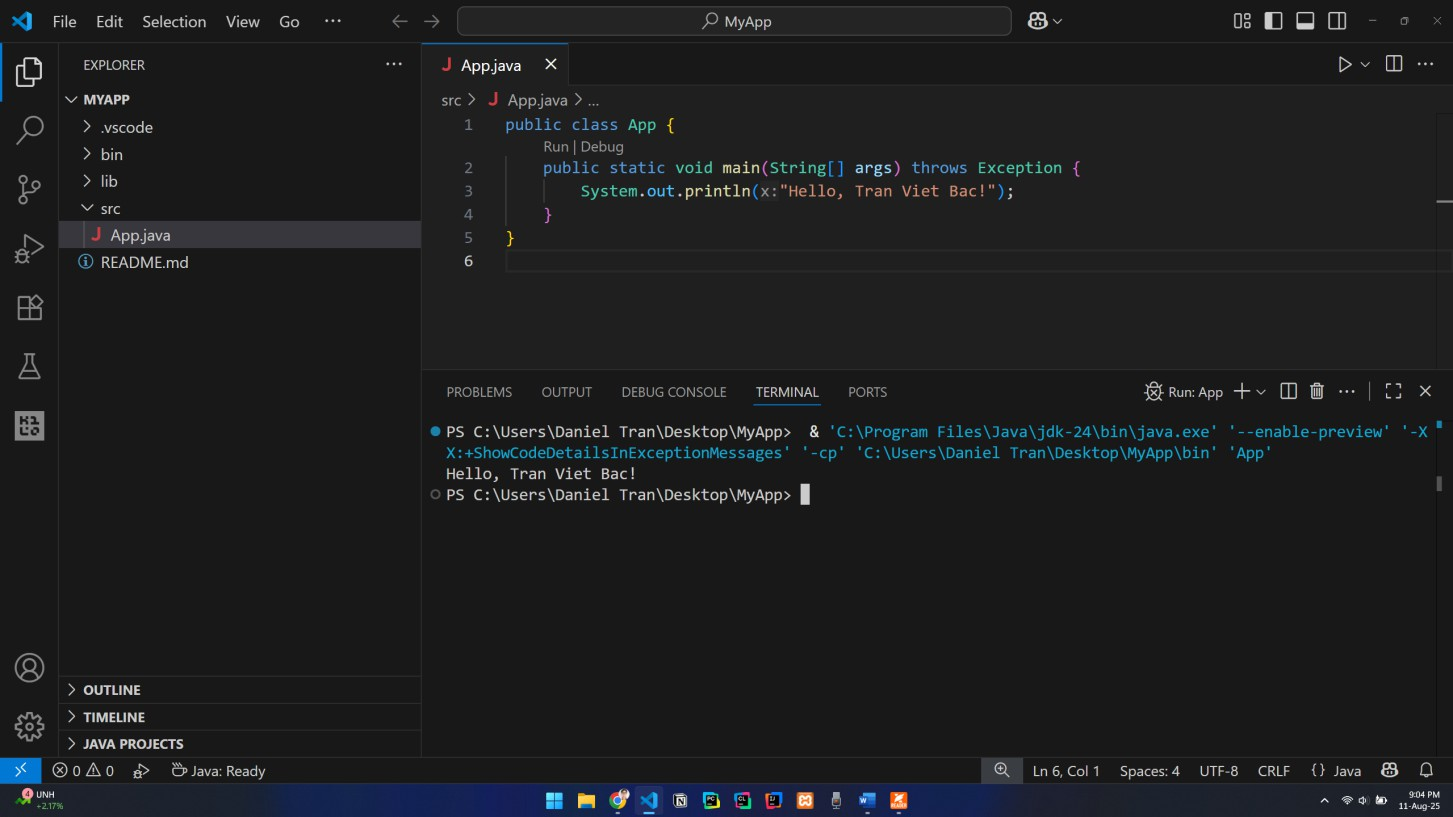 File Edit Selection View Go ···
MyApp
EXPLORER
MYAPP
.vscode
bin
lib
src
App.java
README.md
OUTLINE
TIMELINE
JAVA PROJECTS
App.java
src > App.java > ...
1 public class App {
Run | Debug
2 public static void main(String[] args) throws Exception {
3 System.out.println(x:"Hello, Tran Viet Bac!");
4 }
5 }
6
PROBLEMS OUTPUT DEBUG CONSOLE TERMINAL PORTS
Run: App
PS C:\Users\Daniel Tran\Desktop\MyApp>  & 'C:\Program Files\Java\jdk-24\bin\java.exe' '--enable-preview' '-X
X:+ShowCodeDetailsInExceptionMessages' '-cp' 'C:\Users\Daniel Tran\Desktop\MyApp\bin' 'App'
Hello, Tran Viet Bac!
PS C:\Users\Daniel Tran\Desktop\MyApp>
0 0 Java: Ready
Ln 6, Col 1 Spaces: 4 UTF-8 CRLF {} Java
4 UNH
+2.17%
9:04 PM
11-Aug-25